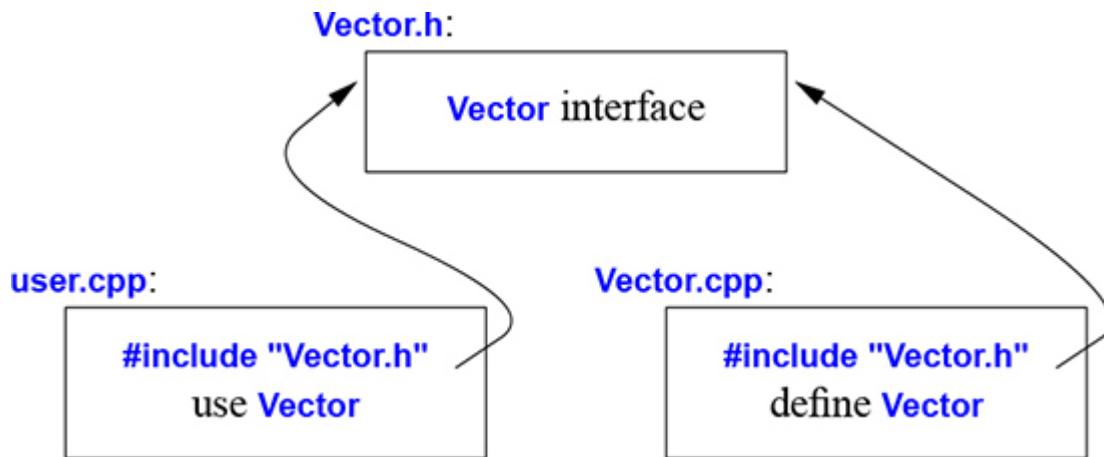 Vector.h:
Vector interface
user.cpp:
Vector.cpp:
#include "Vector.h"
use Vector
#include "Vector.h"
define Vector